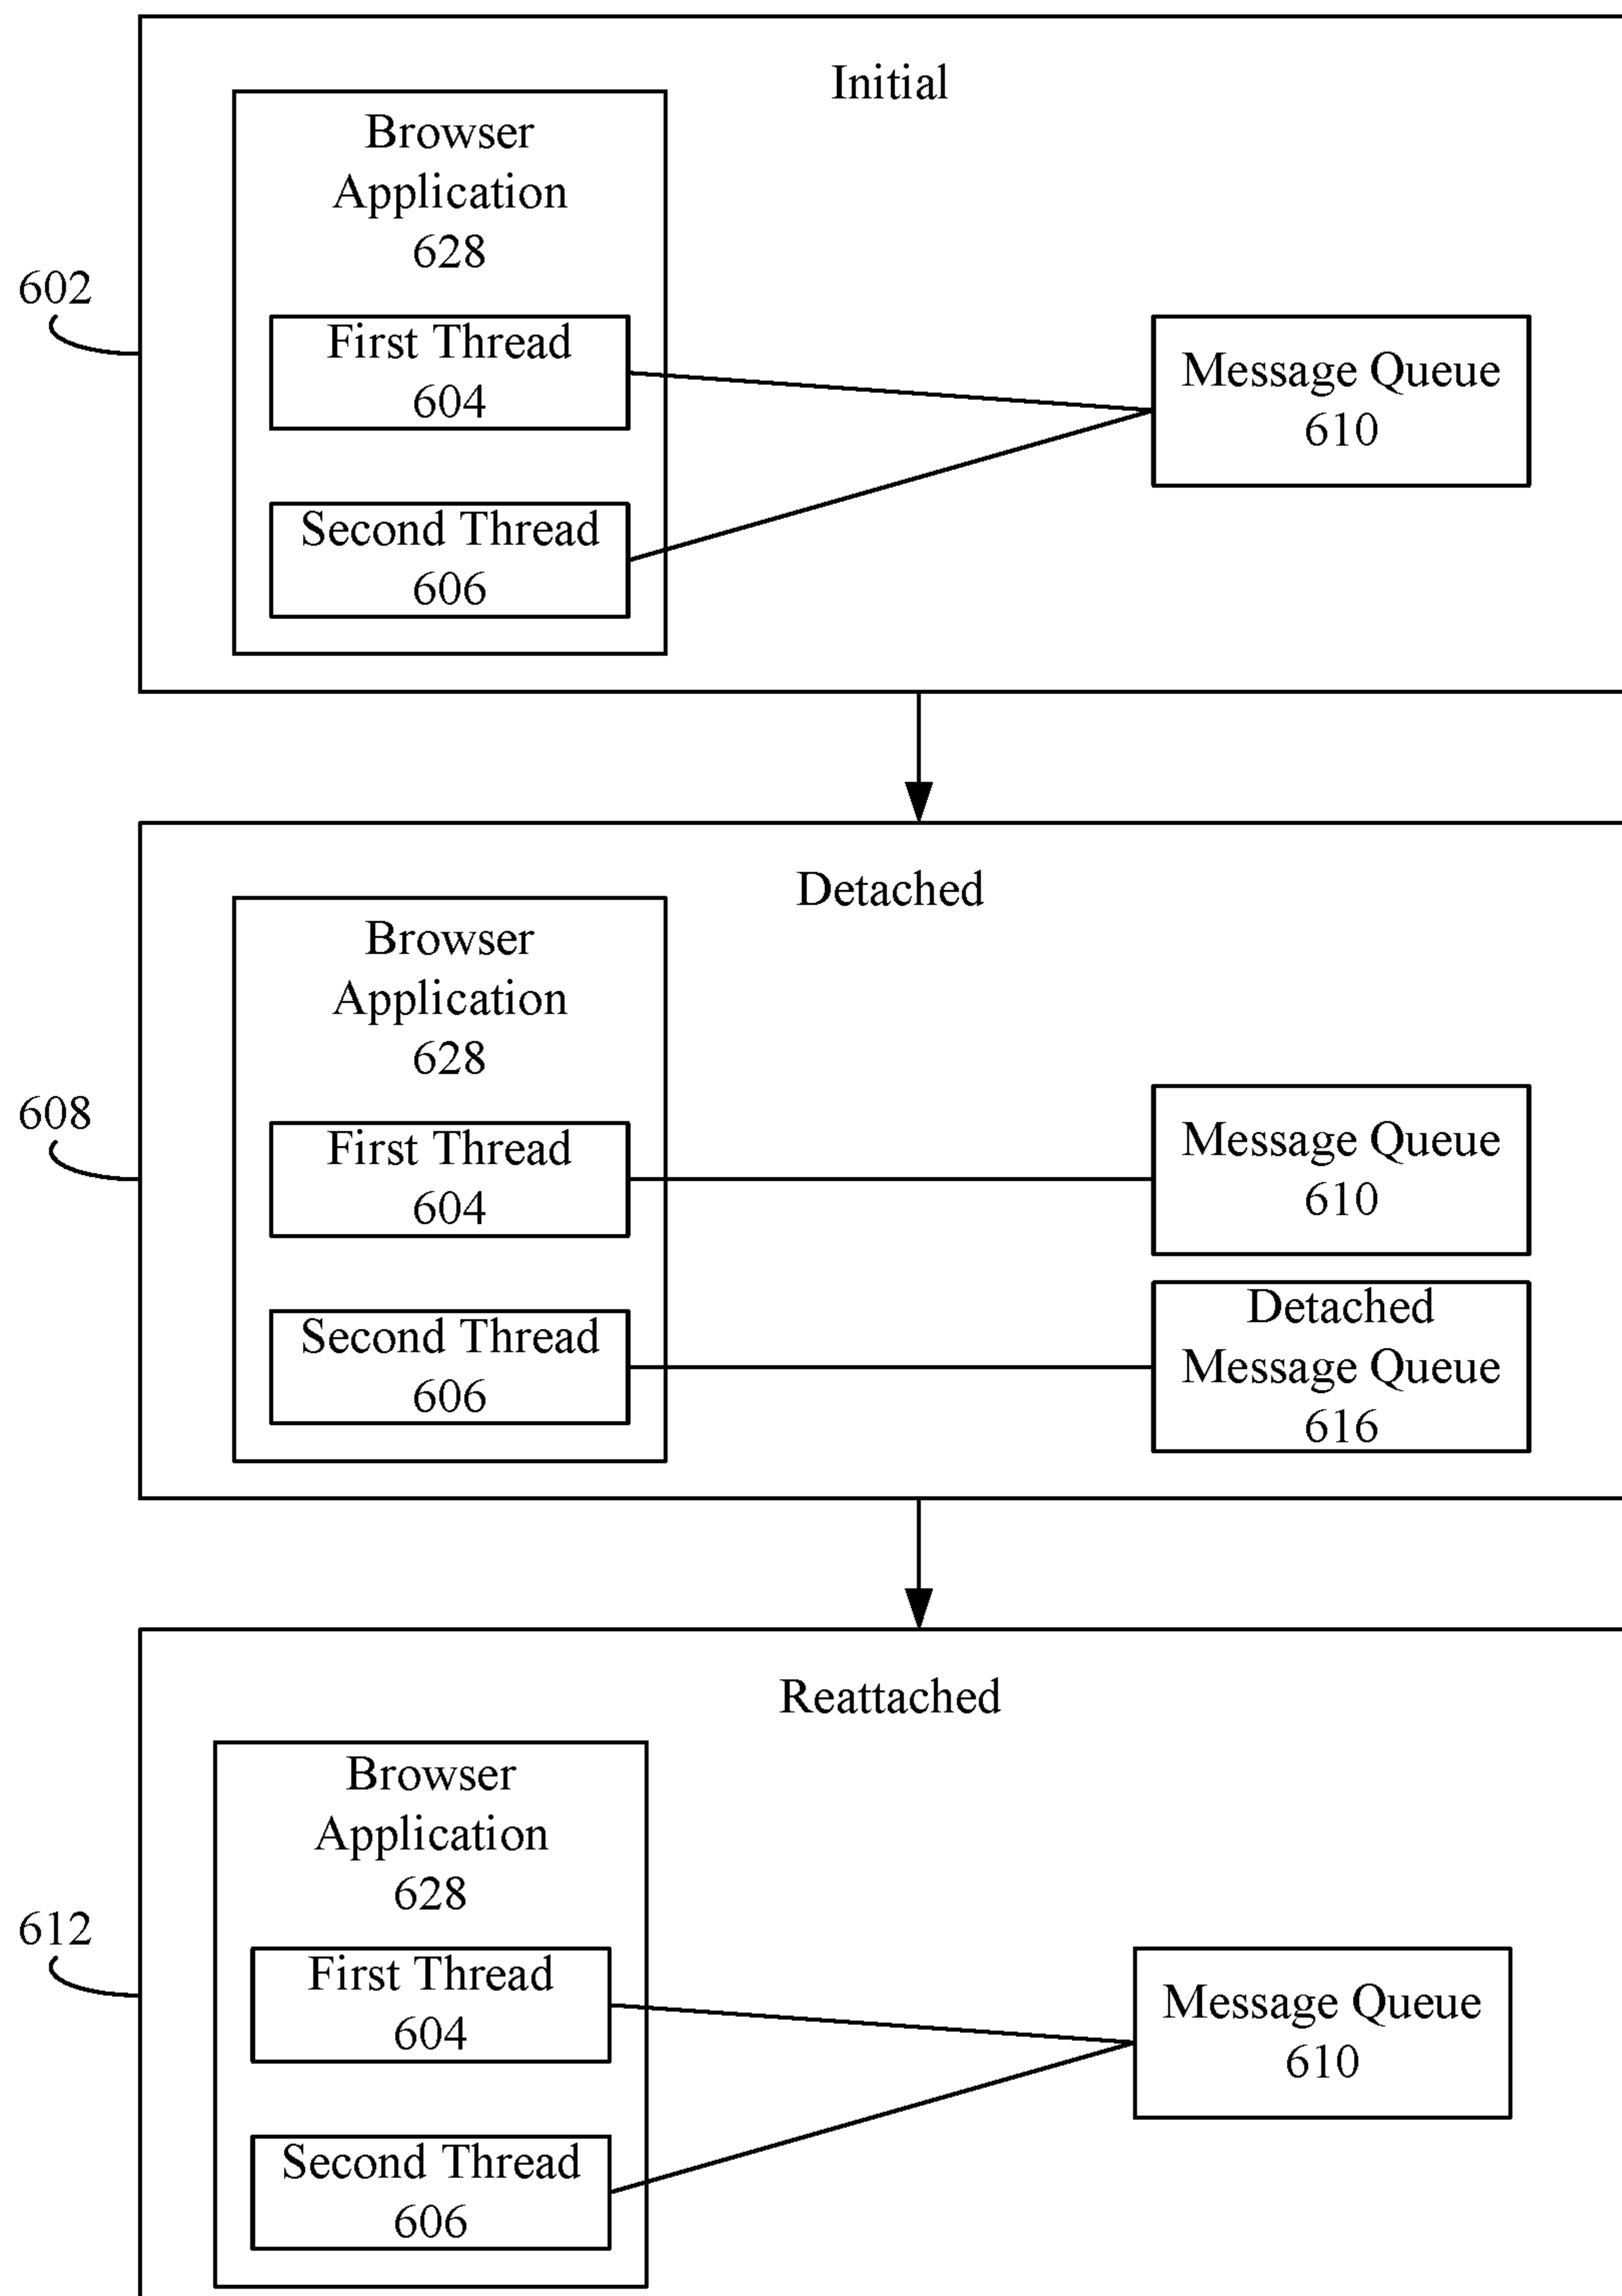 Initial
Browser
Application
628
602
First Thread
604
Message Queue
610
Second Thread
606
Detached
Browser
Application
628
608
First Thread
604
Message Queue
610
Second Thread
606
Detached
Message Queue
616
Reattached
Browser
Application
628
612
First Thread
604
Message Queue
610
Second Thread
606